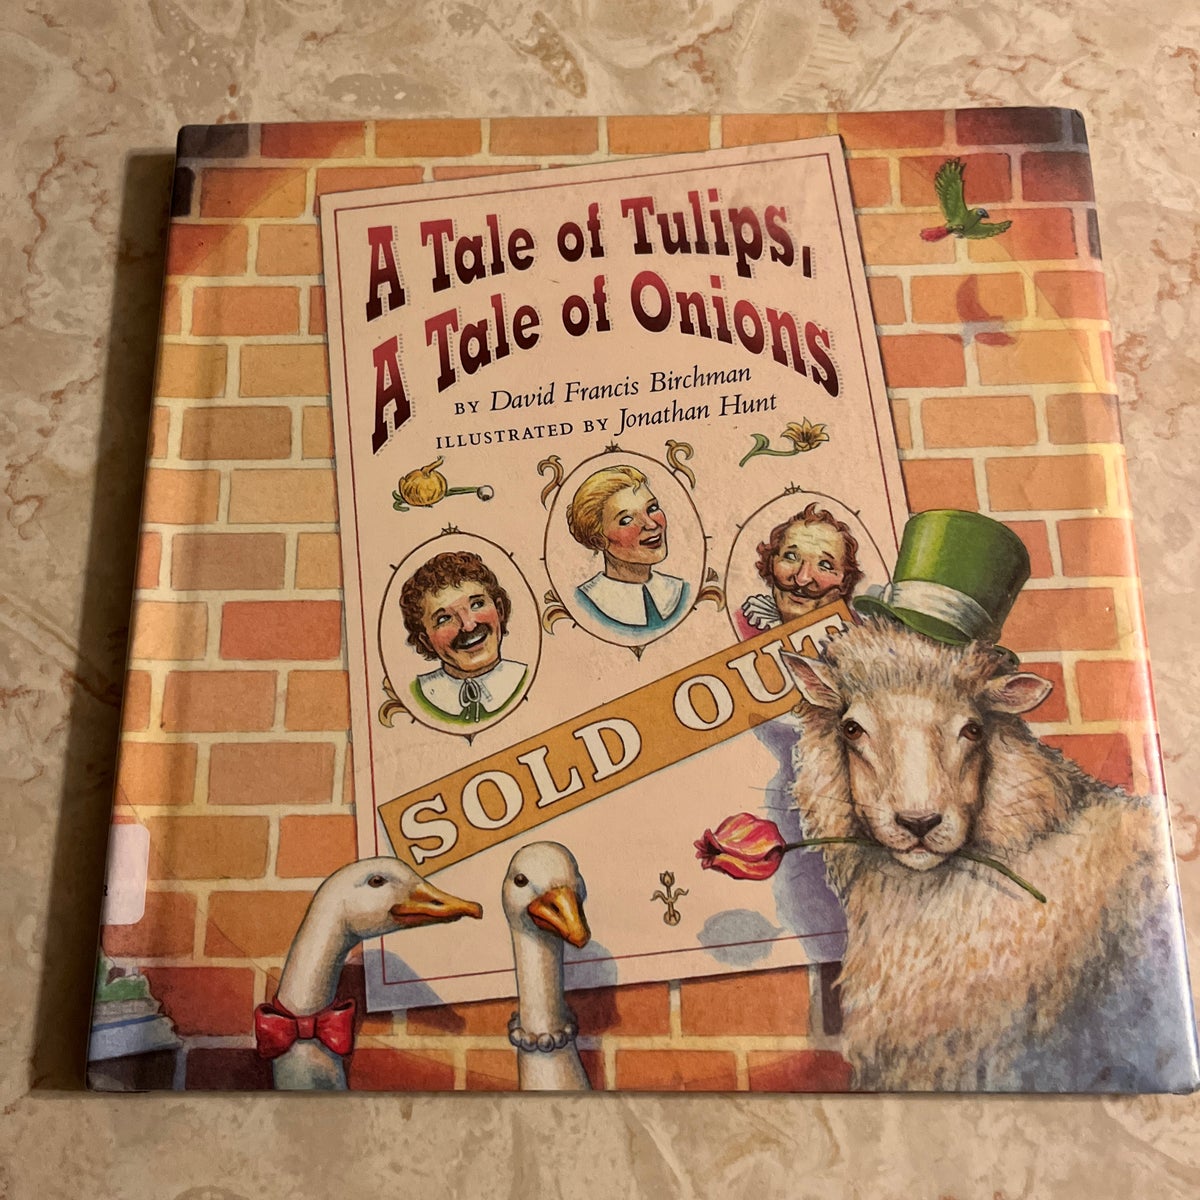 A Tale of Tulips,
A Tale of Onions
BY David Francis Birchman
ILLUSTRATED BY Jonathan Hunt
SOLD OUT